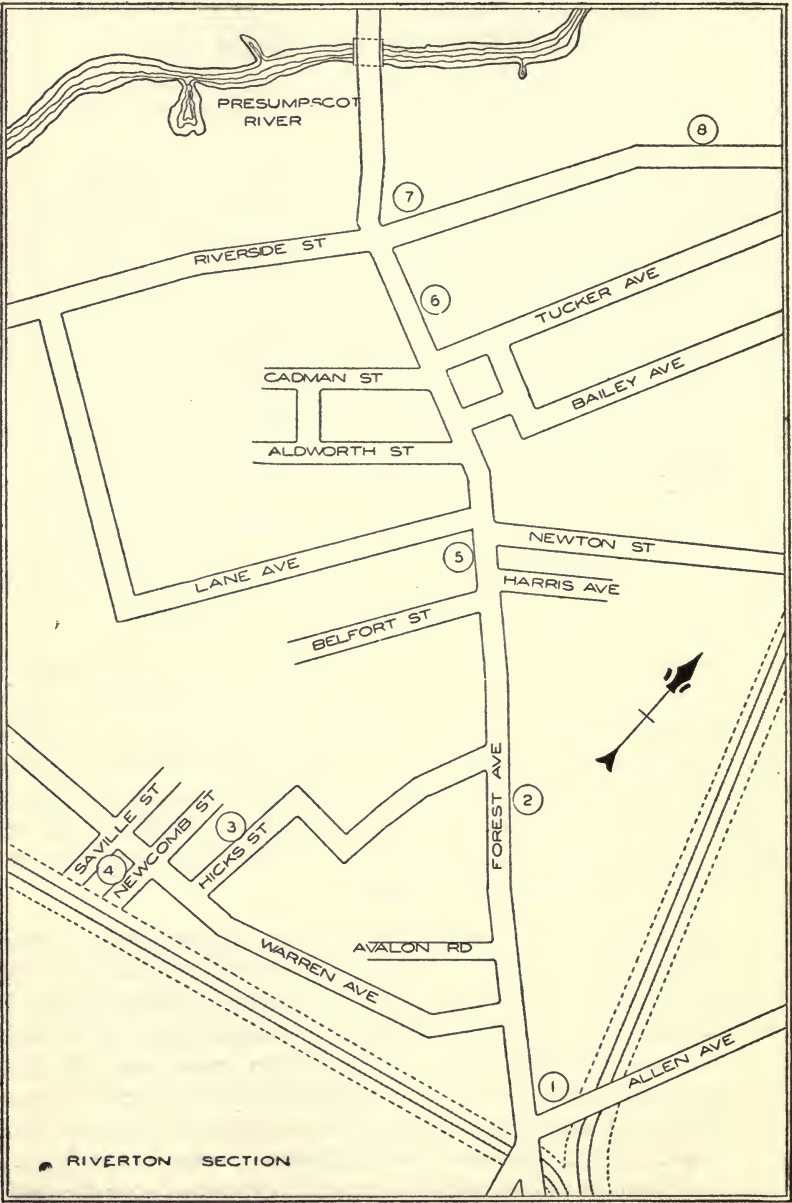 PRESUMPSCOT
RIVER
8
7
RIVERSIDE ST
6
TUCKER AVE
CADMAN ST
BAILEY AVE
ALDWORTH ST
NEWTON ST
5
LANE AVE
HARRIS AVE
BELFORT ST
FOREST AVE
2
SAVILLE ST
NEWCOMB ST
3
HICKS ST
4
AVALON RD
WARREN AVE
1
ALLEN AVE
RIVERTON SECTION